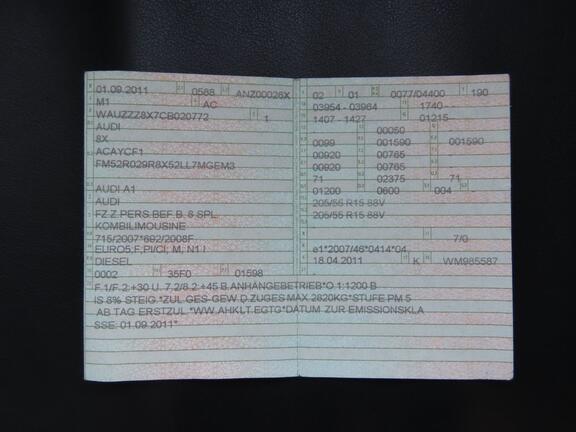 01.09.2011 0588 ANZ00026X
M1 AC
WAUZZZ8X7CB020772 1
AUDI
8X
ACAYCF1
FM52R029R8X52LL7MGEM3
AUDI A1
AUDI
FZ.Z.PERS.BEF.B. 8 SPL.
KOMBILIMOUSINE
715/2007*692/2008F
EURO5;F,PI/CI; M, N1 I
DIESEL
0002 35F0 01598
02 01 0077/04400 190
03954 - 03964 1740 -
1407 - 1427 01215
00050
0099 001590 001590
00920 00765 -
00920 00765 -
71 02375 71
01200 0600 004
205/55 R15 88V
205/55 R15 88V
7/0
e1*2007/46*0414*04
18.04.2011 K WM985587
-
F.1/F.2:+30 U. 7.2/8.2:+45 B.ANHÄNGEBETRIEB*O.1:1200 B
IS 8% STEIG.*ZUL.GES-GEW.D.ZUGES MAX.2820KG*STUFE PM 5
AB TAG ERSTZUL.*WW.AHKLT.EGTG*DATUM ZUR EMISSIONSKLA
SSE: 01.09.2011*